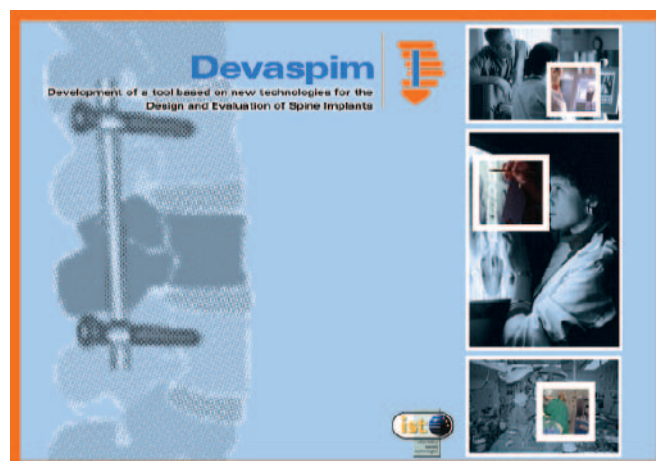 Devaspim
Development of a tool based on new technologies for the
Design and Evaluation of Spine Implants
ist